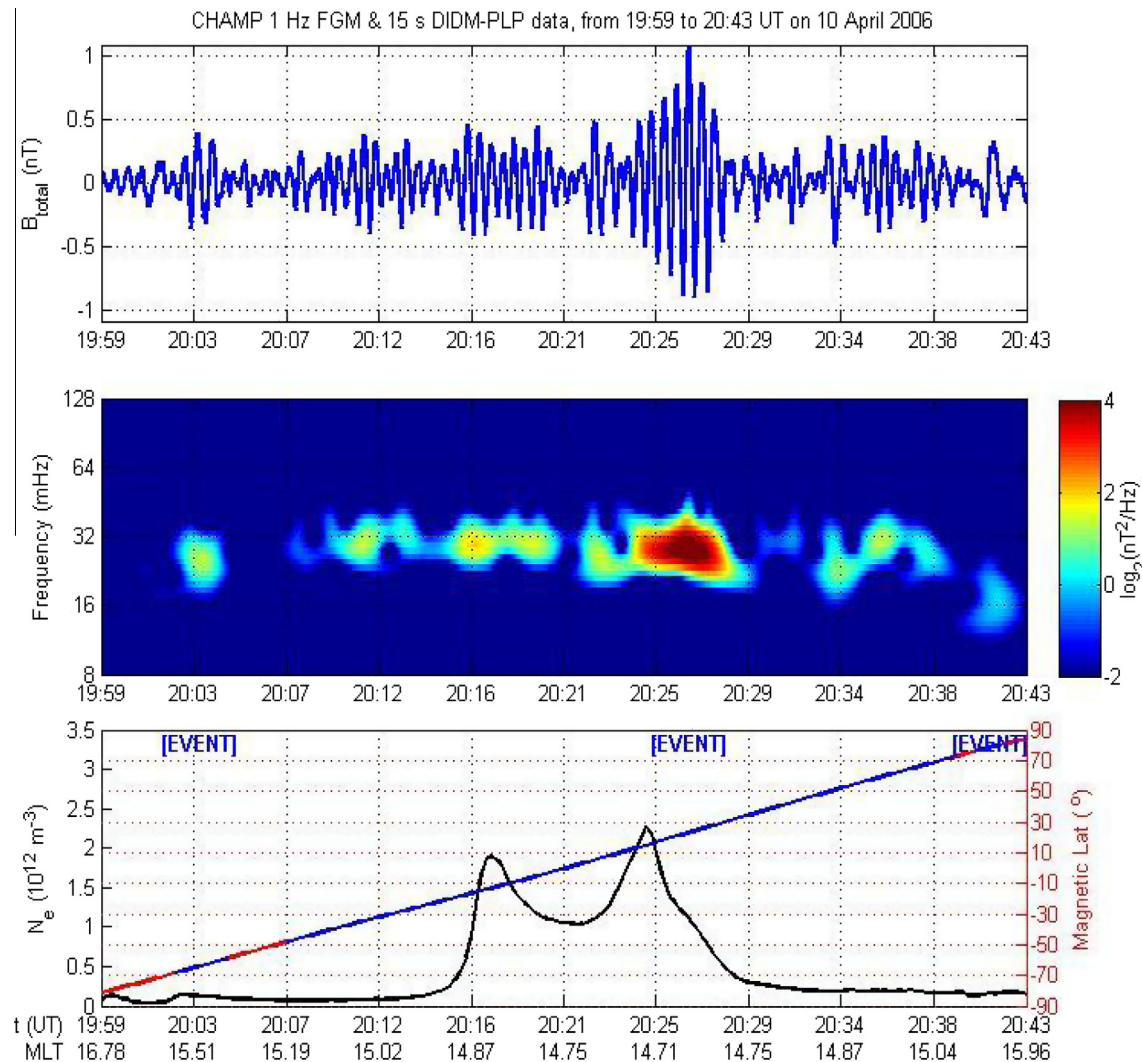 CHAMP 1 Hz FGM & 15 s DIDM-PLP data, from 19:59 to 20:43 UT on 10 April 2006
B_total (nT)
1
0.5
0
-0.5
-1
19:59 20:03 20:07 20:12 20:16 20:21 20:25 20:29 20:34 20:38 20:43
Frequency (mHz)
128
64
32
16
8
19:59 20:03 20:07 20:12 20:16 20:21 20:25 20:29 20:34 20:38 20:43
4
2
0
-2
log₂(nT²/Hz)
[EVENT] [EVENT] [EVENT]
N_e (10¹² m⁻³)
3.5
3
2.5
2
1.5
1
0.5
0
90
70
50
30
10
-10
-30
-50
-70
-90
Magnetic Lat (°)
t (UT) 19:59 20:03 20:07 20:12 20:16 20:21 20:25 20:29 20:34 20:38 20:43
MLT 16.78 15.51 15.19 15.02 14.87 14.75 14.71 14.75 14.87 15.04 15.96